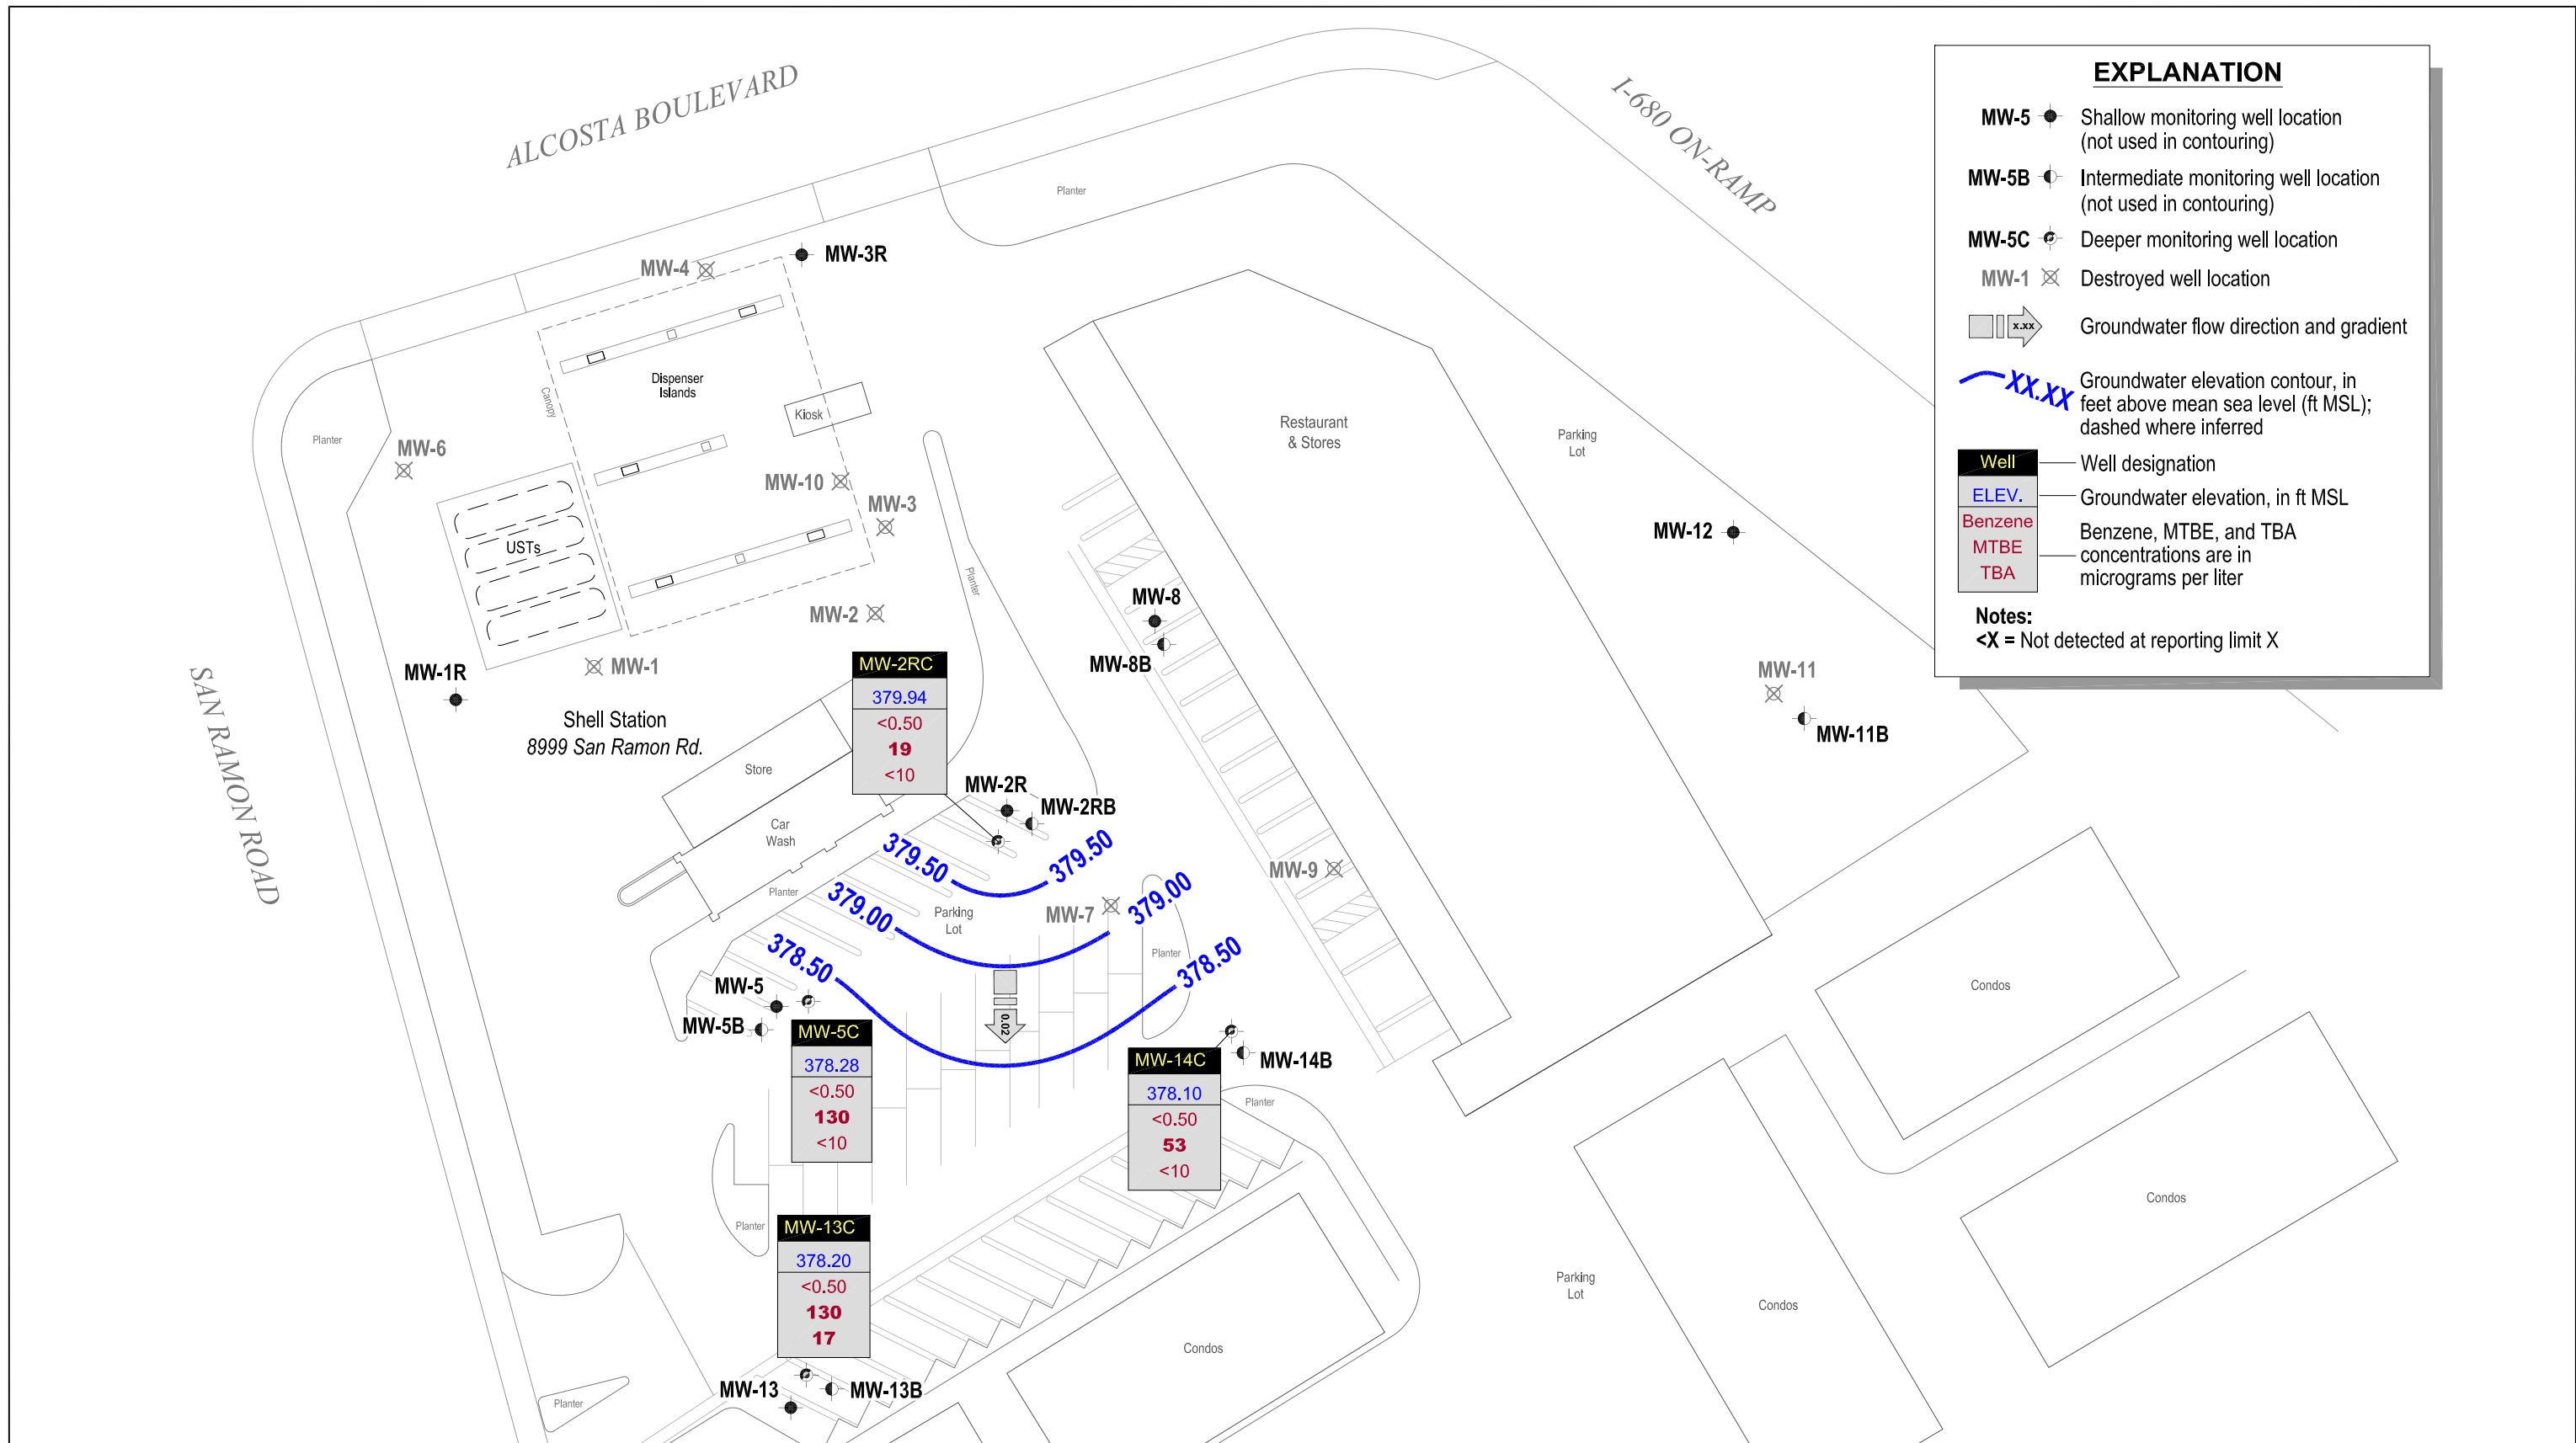 ALCOSTA BOULEVARD
I-680 ON-RAMP
SAN RAMON ROAD
EXPLANATION
MW-5 Shallow monitoring well location
(not used in contouring)
MW-5B Intermediate monitoring well location
(not used in contouring)
MW-5C Deeper monitoring well location
MW-1 Destroyed well location
x.xx Groundwater flow direction and gradient
XX.XX Groundwater elevation contour, in
feet above mean sea level (ft MSL);
dashed where inferred
Well Well designation
ELEV. Groundwater elevation, in ft MSL
Benzene
MTBE
TBA
Benzene, MTBE, and TBA
concentrations are in
micrograms per liter
Notes:
<X = Not detected at reporting limit X
Planter
MW-4
MW-3R
Canopy
Dispenser
Islands
Kiosk
Planter
MW-6
MW-10
MW-3
USTs
Planter
MW-2
MW-1
MW-1R
Shell Station
8999 San Ramon Rd.
Restaurant
& Stores
Parking
Lot
MW-12
MW-8
MW-8B
MW-11
MW-11B
MW-2RC
379.94
<0.50
19
<10
Store
Car
Wash
Planter
MW-2R
MW-2RB
379.50
379.50
379.00
379.00
378.50
378.50
Parking
Lot
MW-7
MW-9
Planter
0.02
MW-5
MW-5B
MW-5C
378.28
<0.50
130
<10
MW-14C
378.10
<0.50
53
<10
MW-14B
Planter
Planter
MW-13C
378.20
<0.50
130
17
MW-13
MW-13B
Planter
Condos
Condos
Condos
Condos
Parking
Lot